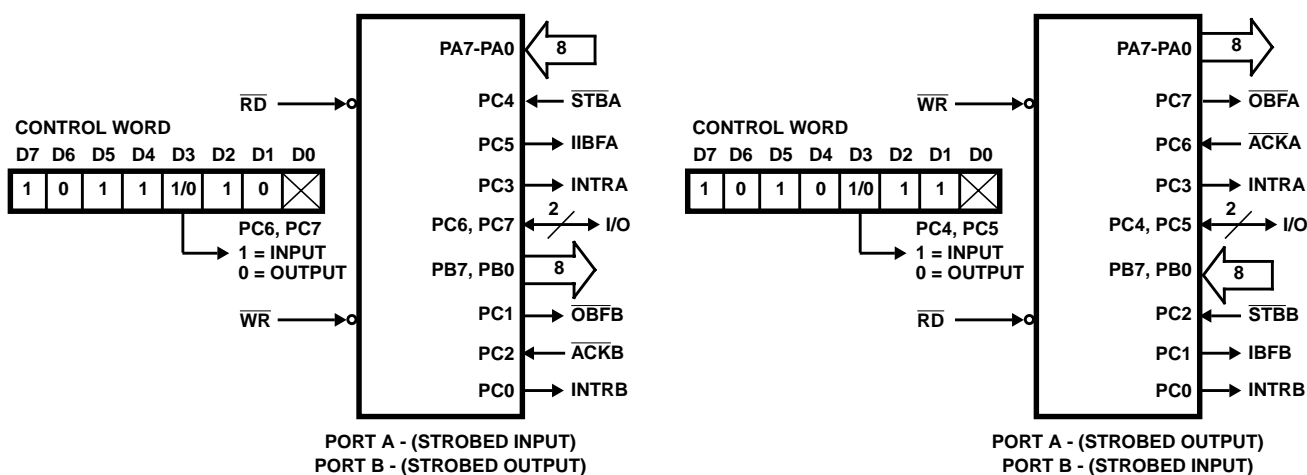 PA7-PA0
8
RD
PC4
STBA
CONTROL WORD
PC5
IIBFA
D7 D6 D5 D4 D3 D2 D1 D0
1 0 1 1 1/0 1 0
PC3
INTRA
PC6, PC7
1 = INPUT
0 = OUTPUT
PC6, PC7
2
I/O
PB7, PB0
8
WR
PC1
OBFB
PC2
ACKB
PC0
INTRB
PORT A - (STROBED INPUT)
PORT B - (STROBED OUTPUT)
PA7-PA0
8
WR
PC7
OBFA
CONTROL WORD
PC6
ACKA
D7 D6 D5 D4 D3 D2 D1 D0
1 0 1 0 1/0 1 1
PC3
INTRA
PC4, PC5
1 = INPUT
0 = OUTPUT
PC4, PC5
2
I/O
PB7, PB0
8
RD
PC2
STBB
PC1
IBFB
PC0
INTRB
PORT A - (STROBED OUTPUT)
PORT B - (STROBED INPUT)